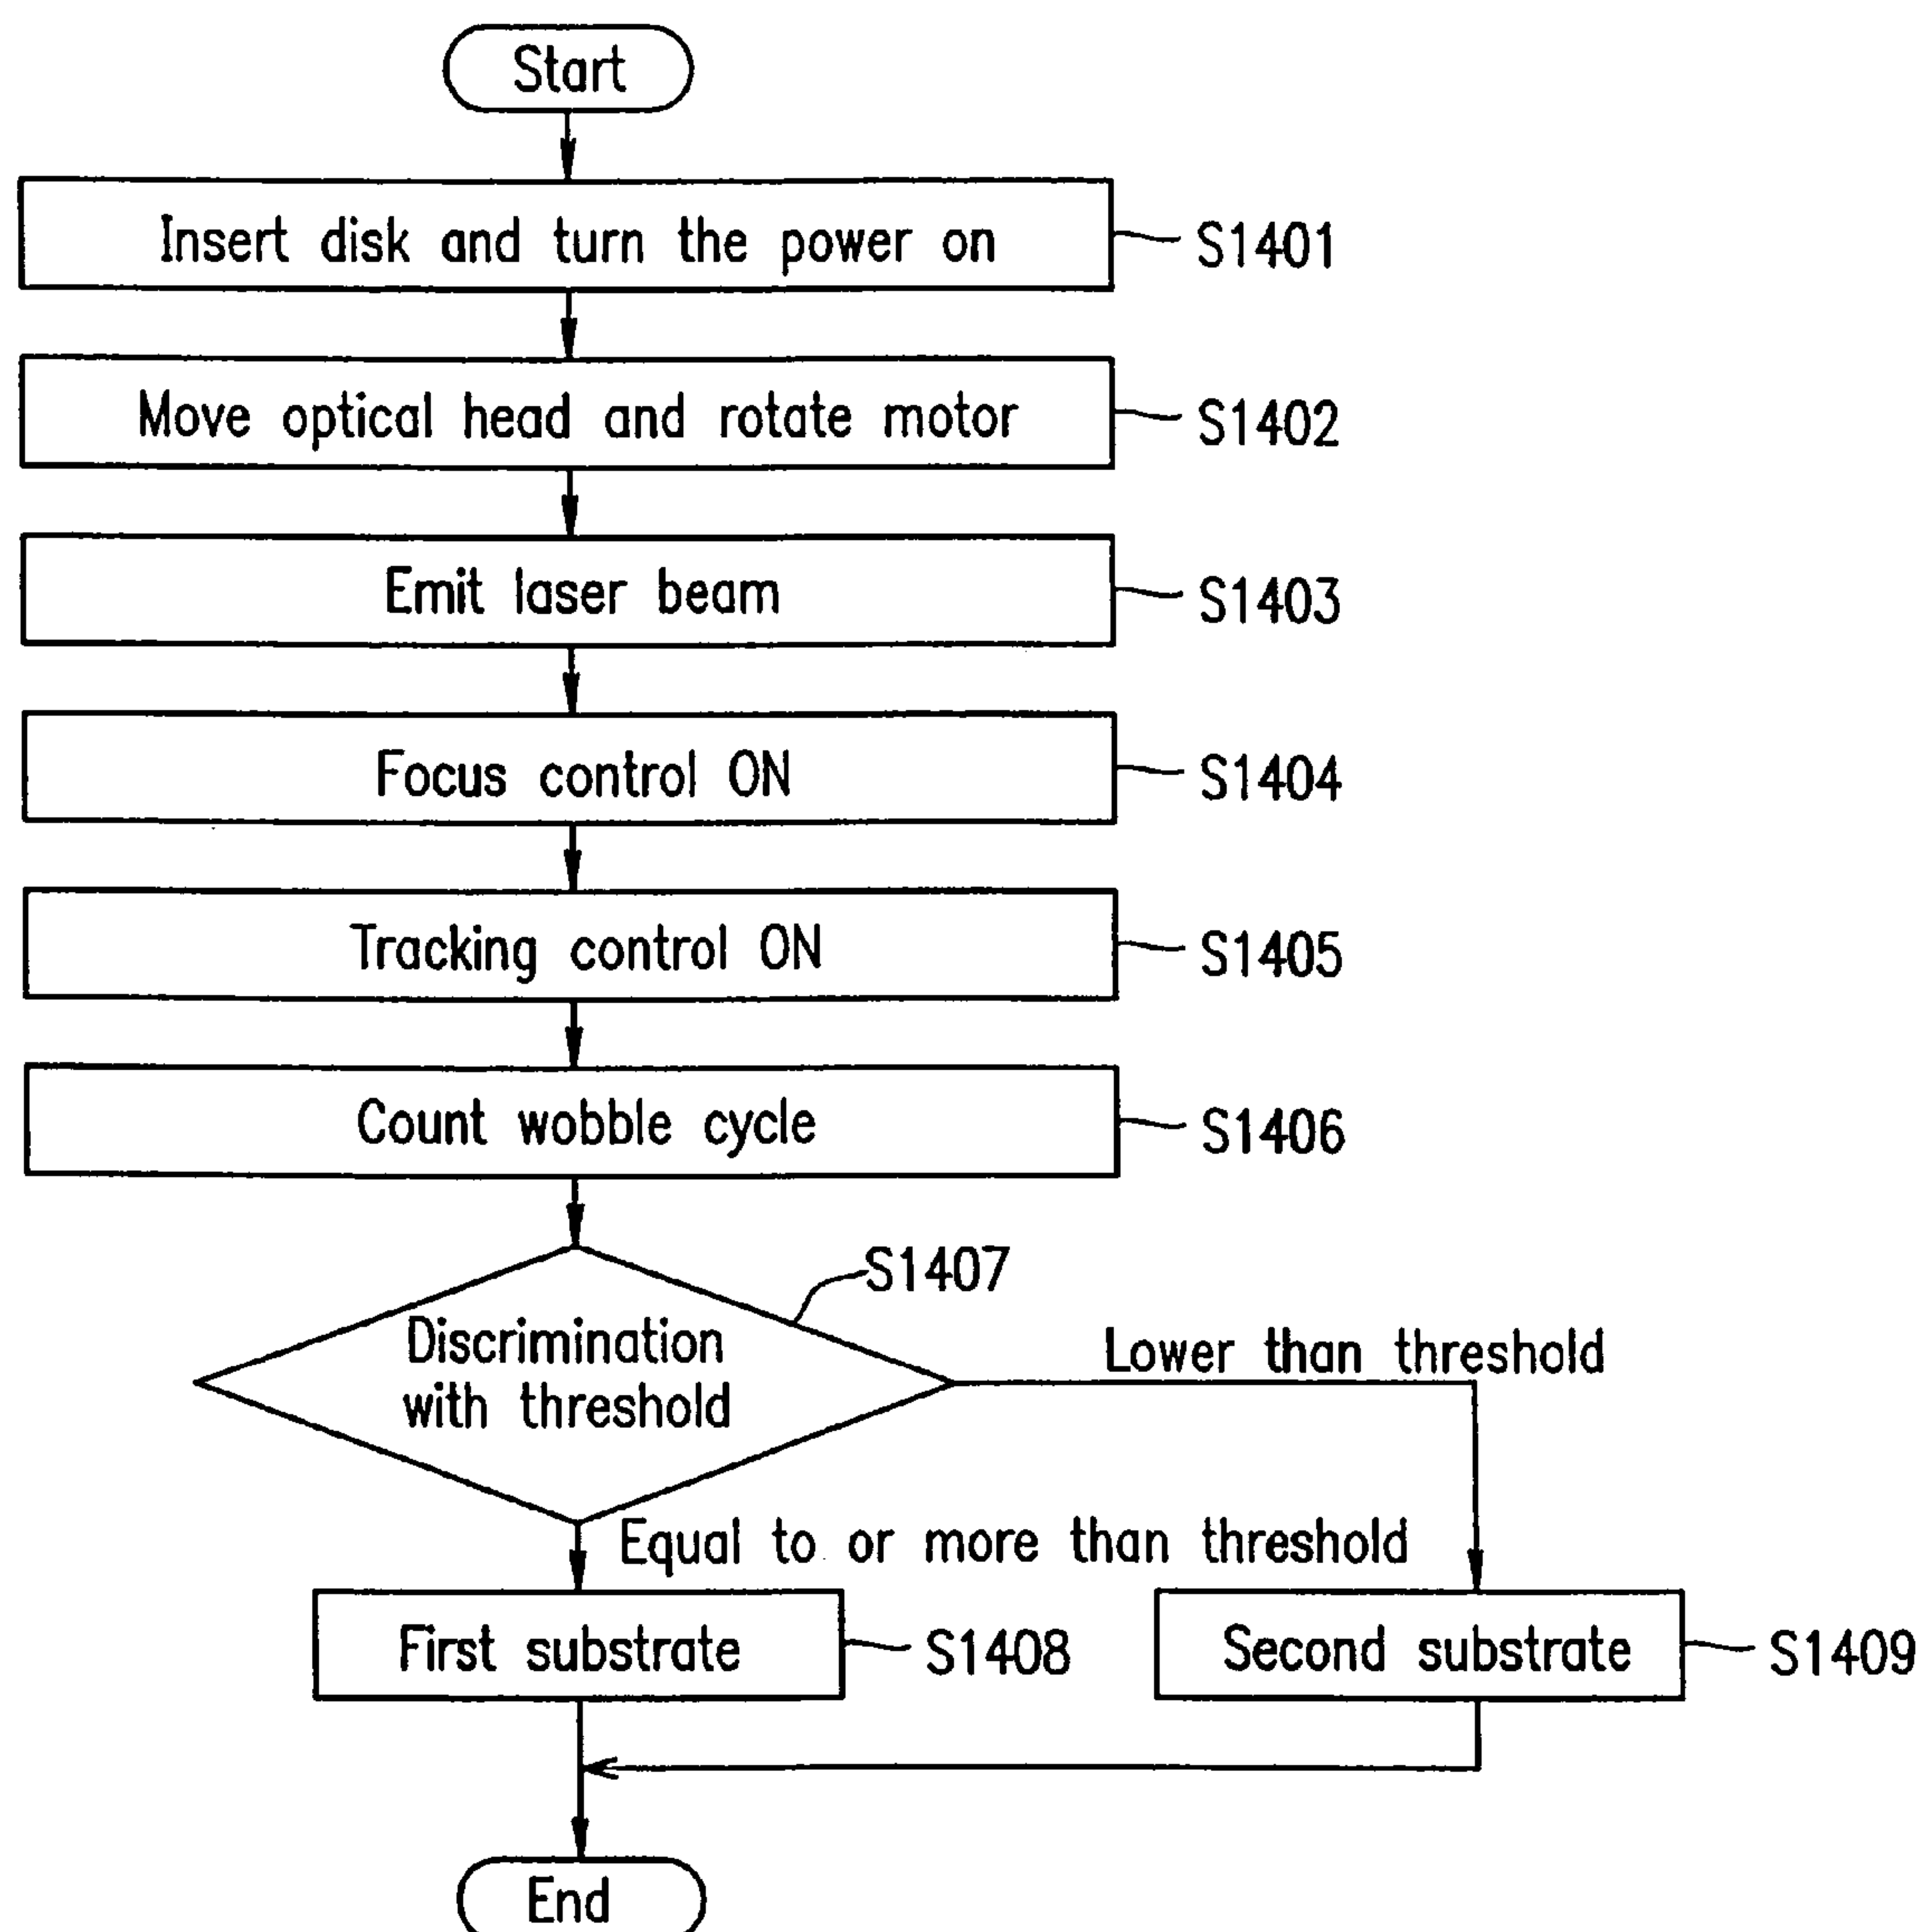 Start
Insert disk and turn the power on
S1401
Move optical head and rotate motor
S1402
Emit laser beam
S1403
Focus control ON
S1404
Tracking control ON
S1405
Count wobble cycle
S1406
S1407
Discrimination
with threshold
Lower than threshold
Equal to or more than threshold
First substrate
S1408
Second substrate
S1409
End